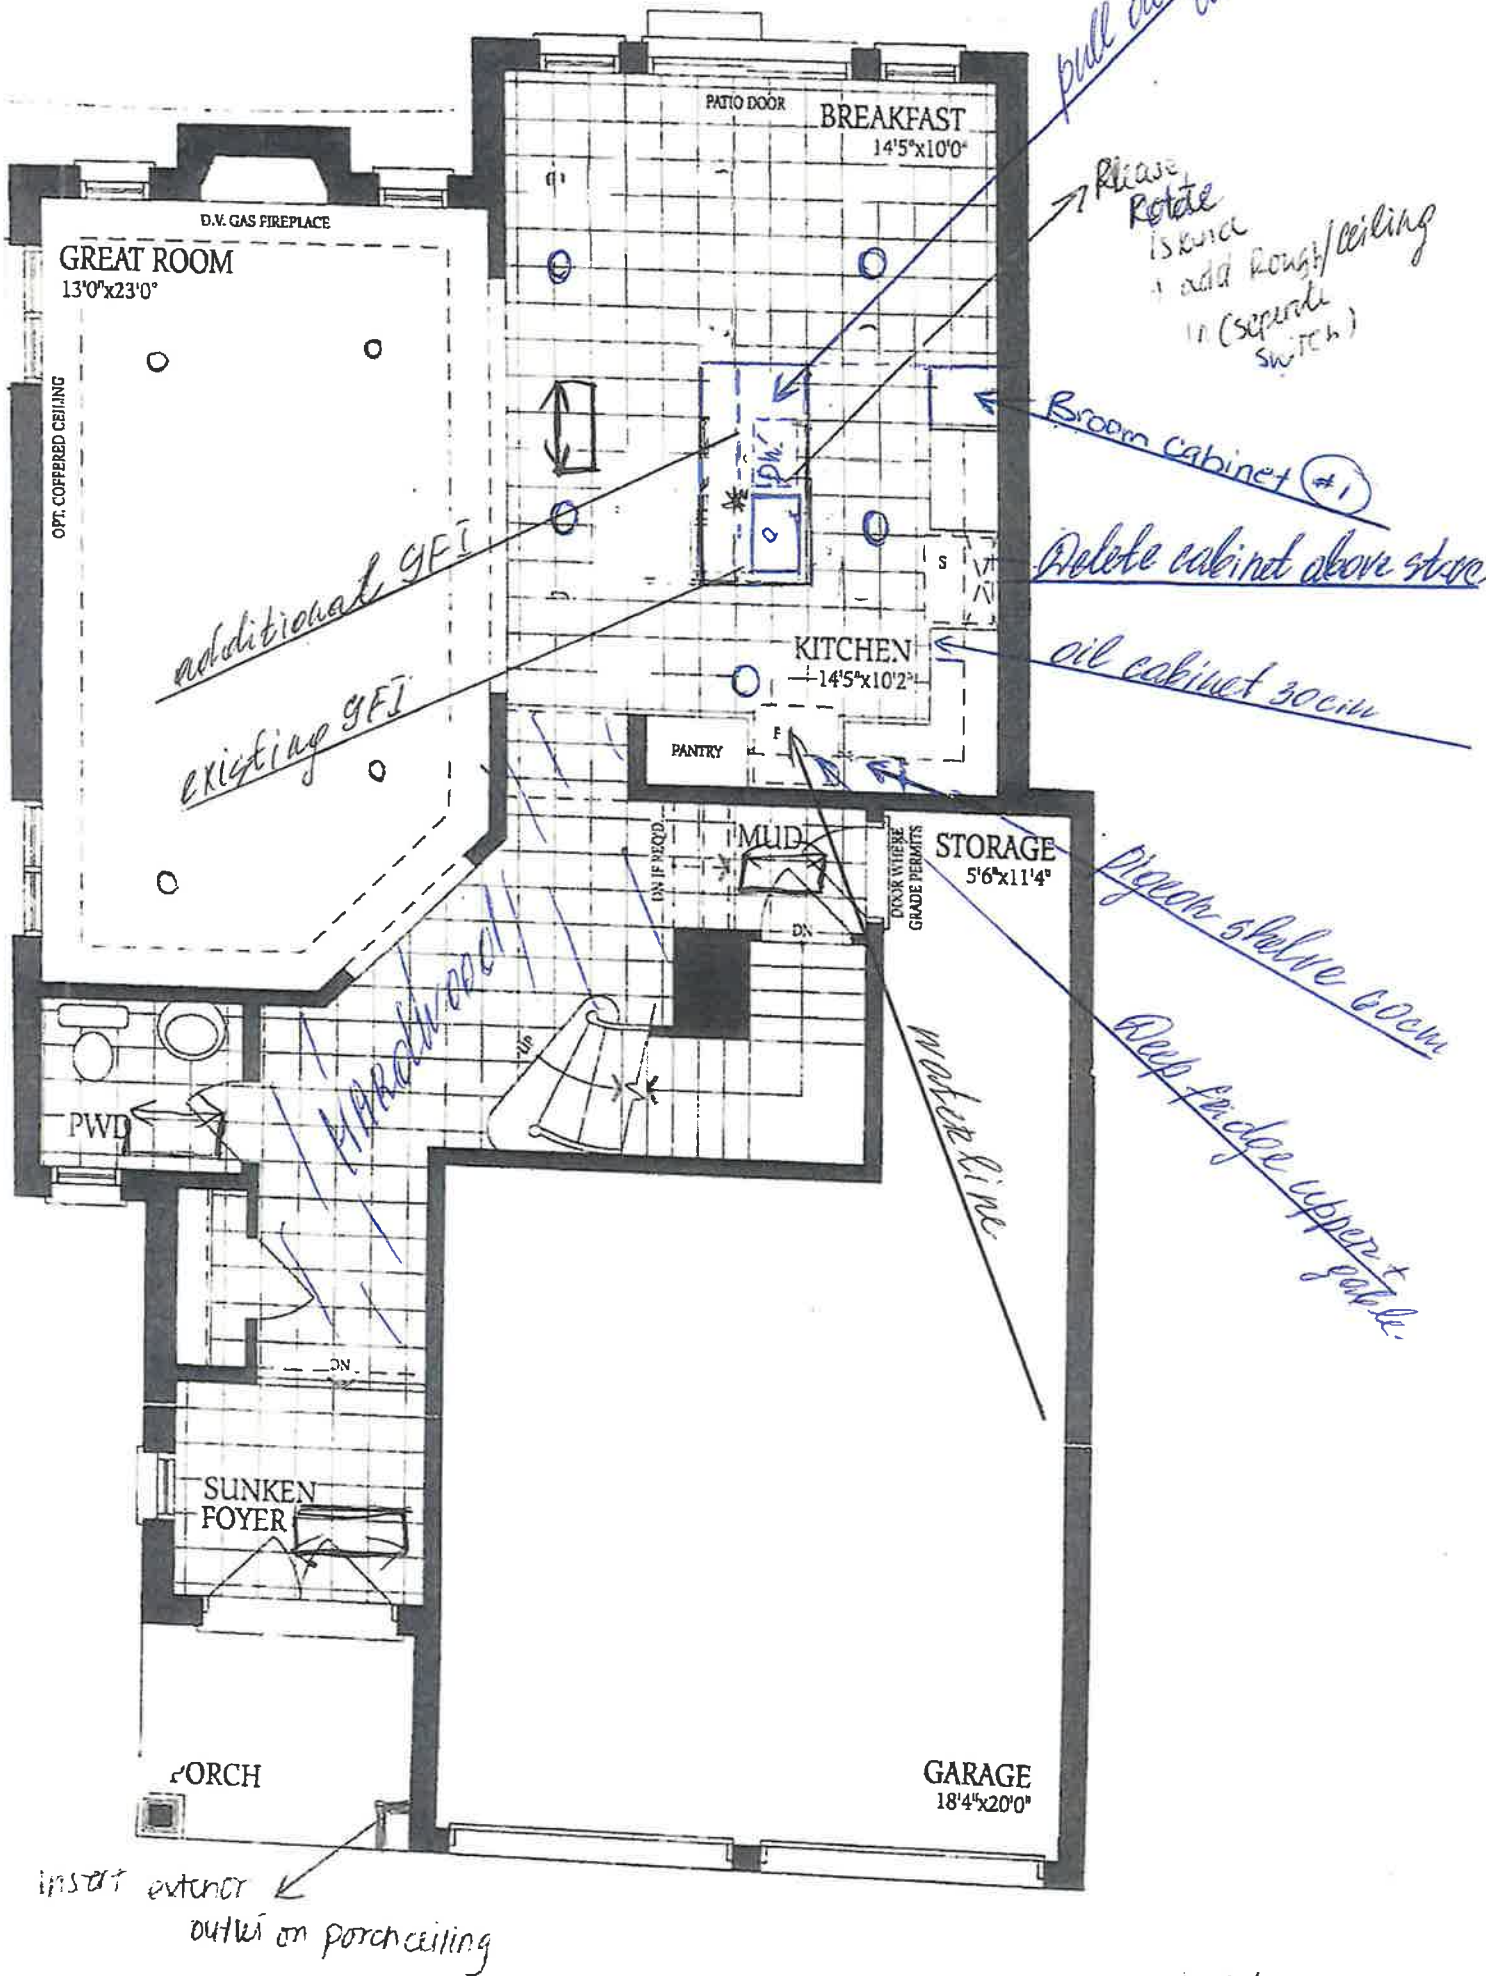 pull
PATIO DOOR
BREAKFAST
14'5"x10'0"
Please
Rotate
island
add Rough/ceiling
in (seperate
switch)
D.V. GAS FIREPLACE
GREAT ROOM
13'0"x23'0"
OPT. COFFERED CEILING
DW
Broom Cabinet #1
S
Delete cabinet above stove
additional GFI
KITCHEN
14'5"x10'2"
oil cabinet 30cm
existing GFI
PANTRY
F
DN IF REQ'D.
MUD
DOOR WHERE
GRADE PERMITS
STORAGE
5'6"x11'4"
pigeon shelve 60cm
DN
HARDWOOD
UP
waterline
Deep fridge upper +
gable.
PWD
DN
SUNKEN
FOYER
PORCH
GARAGE
18'4"x20'0"
insert exterior
outlet on porch ceiling